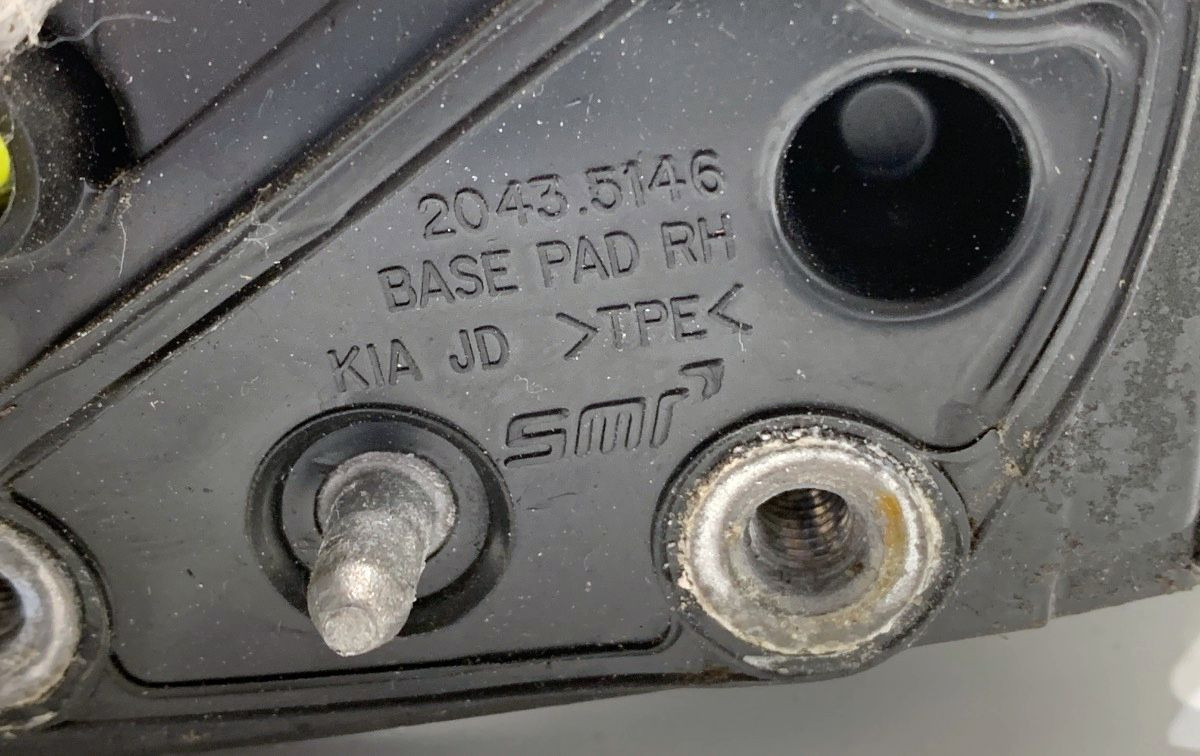 2043.5146
BASE PAD RH
KIA JD >TPE<
smr